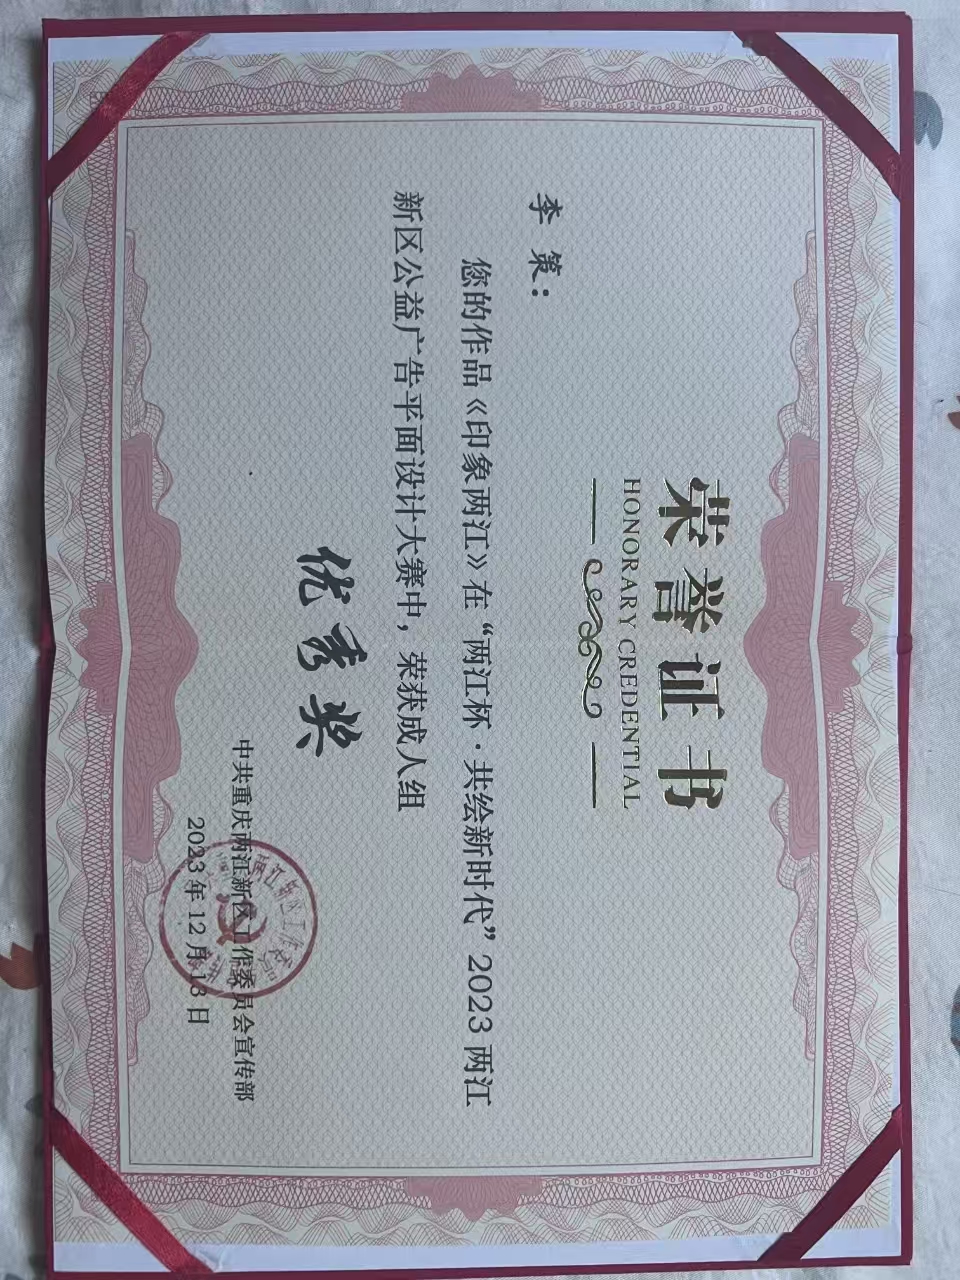 荣誉证书
HONORARY CREDENTIAL
李 策：
您的作品《印象两江》在“两江杯·共绘新时代”2023两江
新区公益广告平面设计大赛中，荣获成人组
优秀奖
中共重庆两江新区工作委员会宣传部
2023年12月13日